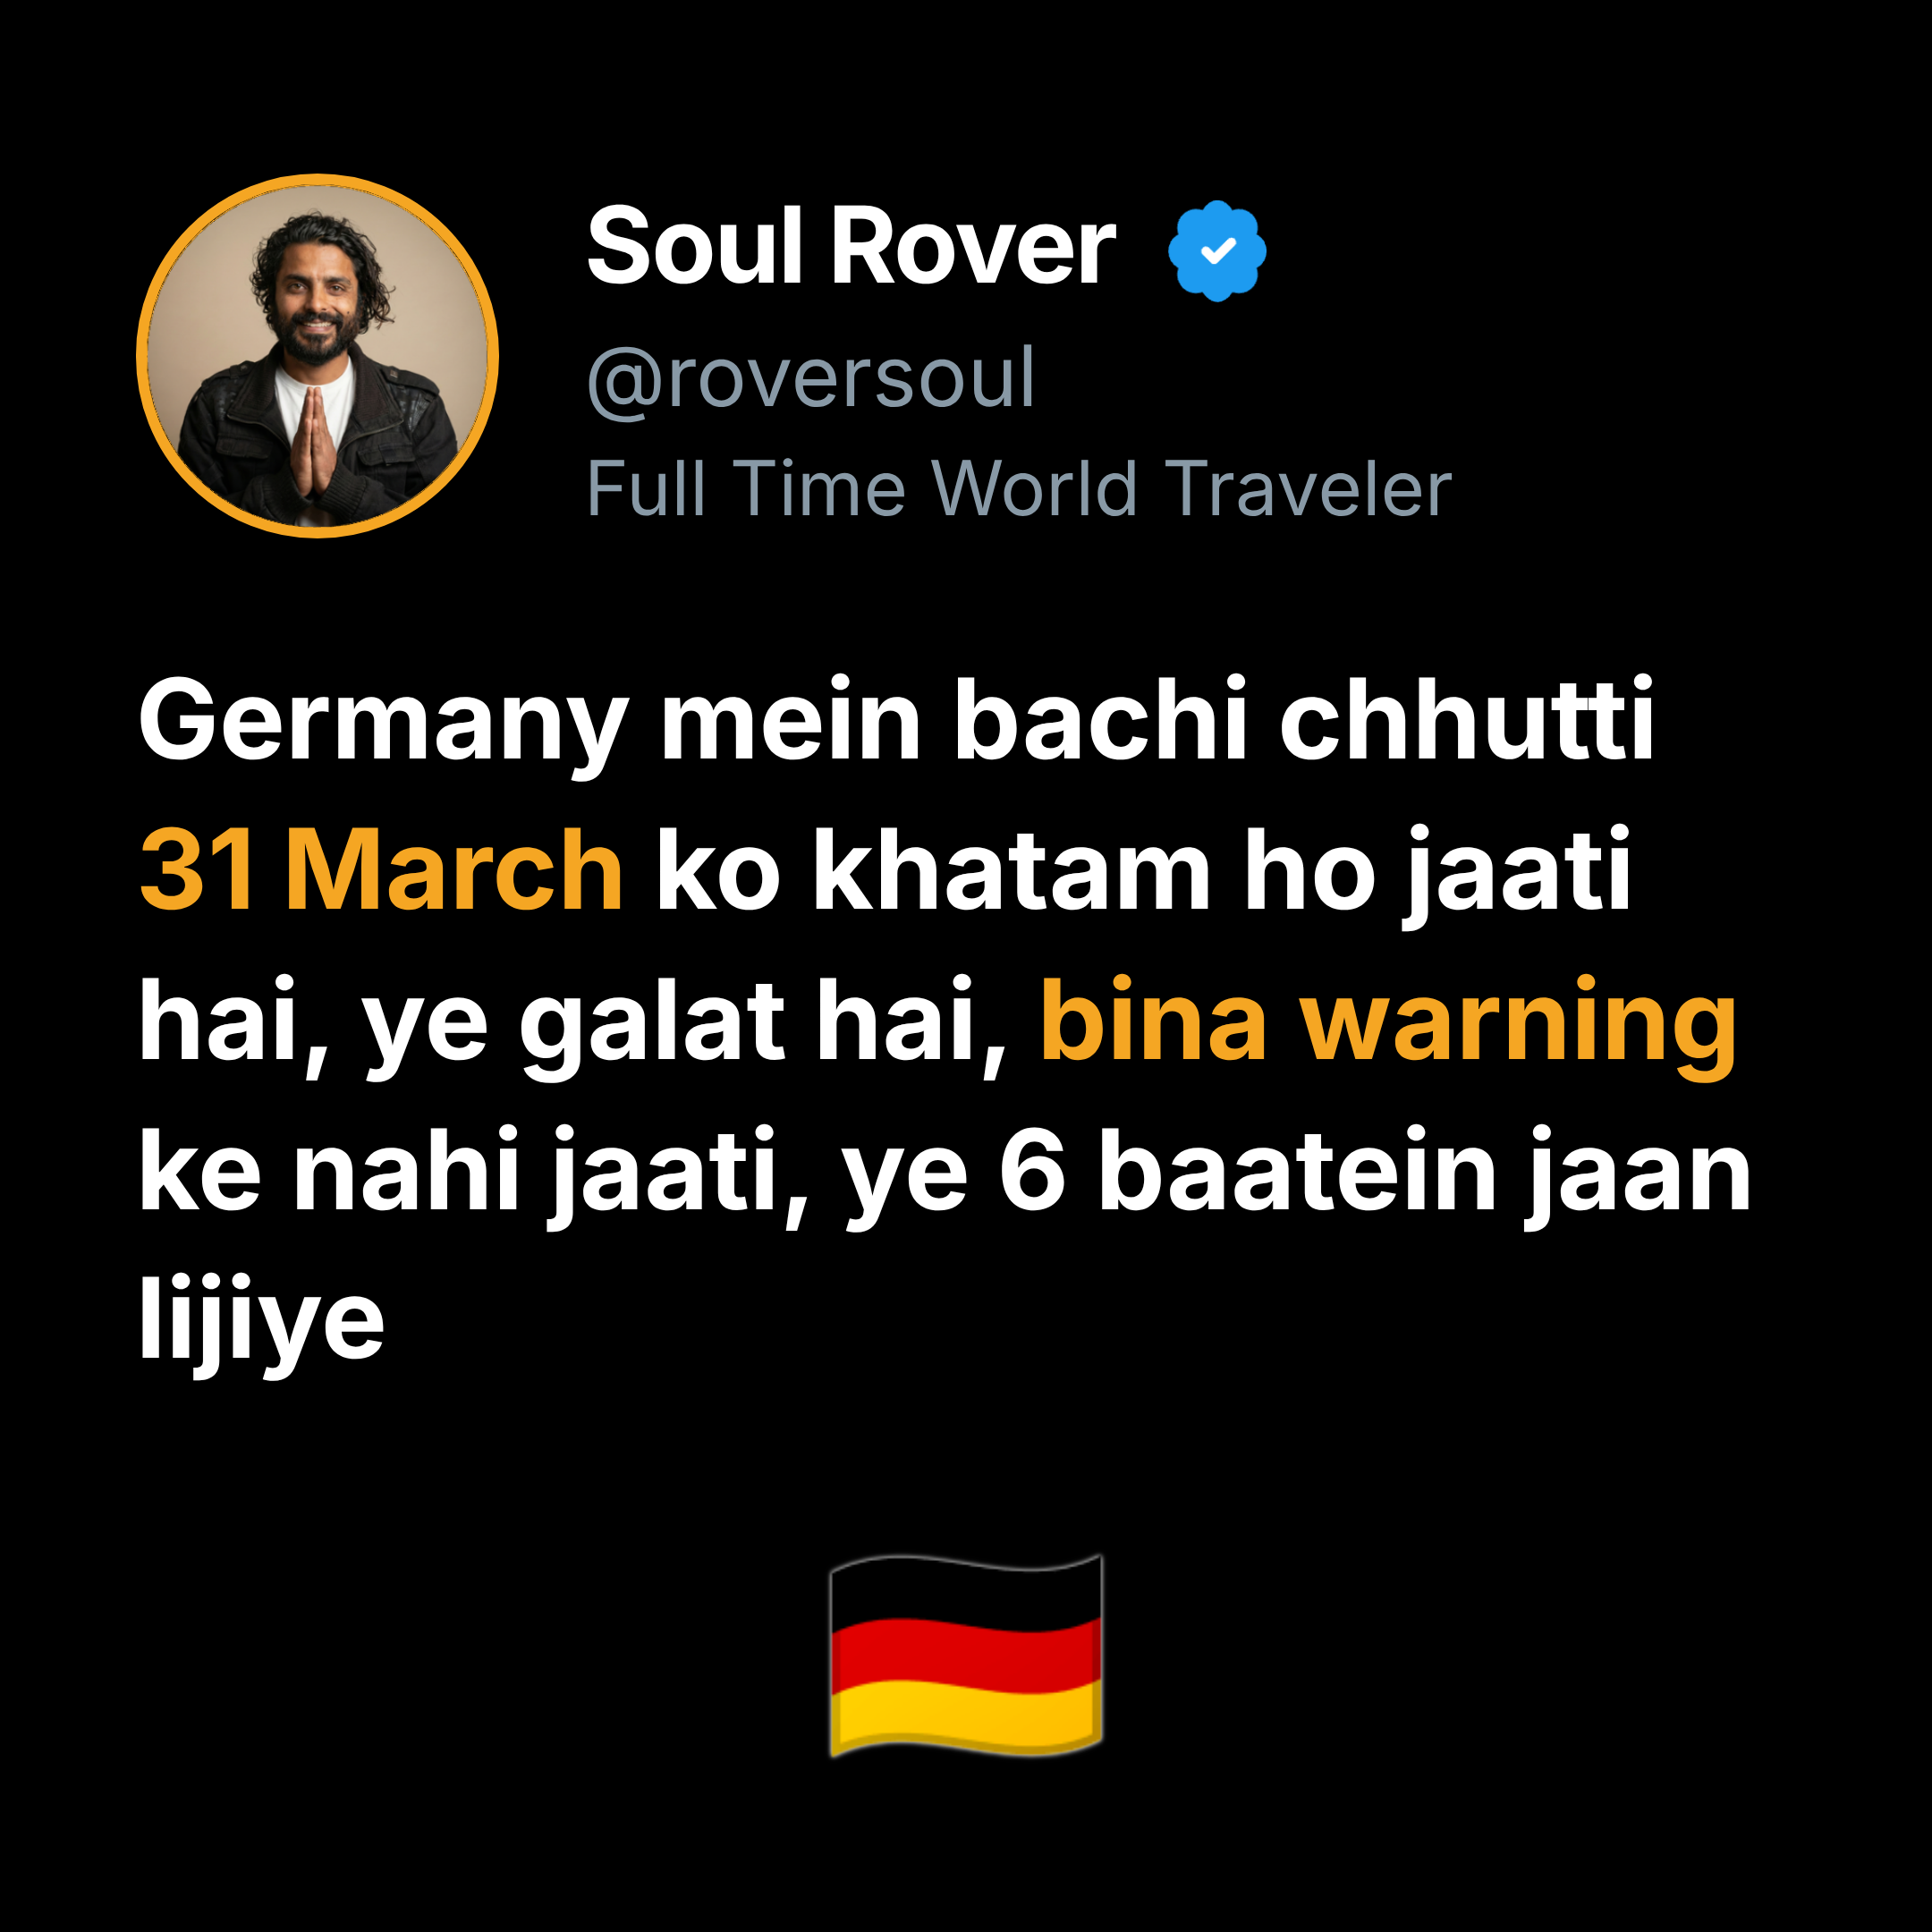 Soul Rover
@roversoul
Full Time World Traveler
Germany mein bachi chhutti
31 March ko khatam ho jaati
hai, ye galat hai, bina warning
ke nahi jaati, ye 6 baatein jaan
lijiye